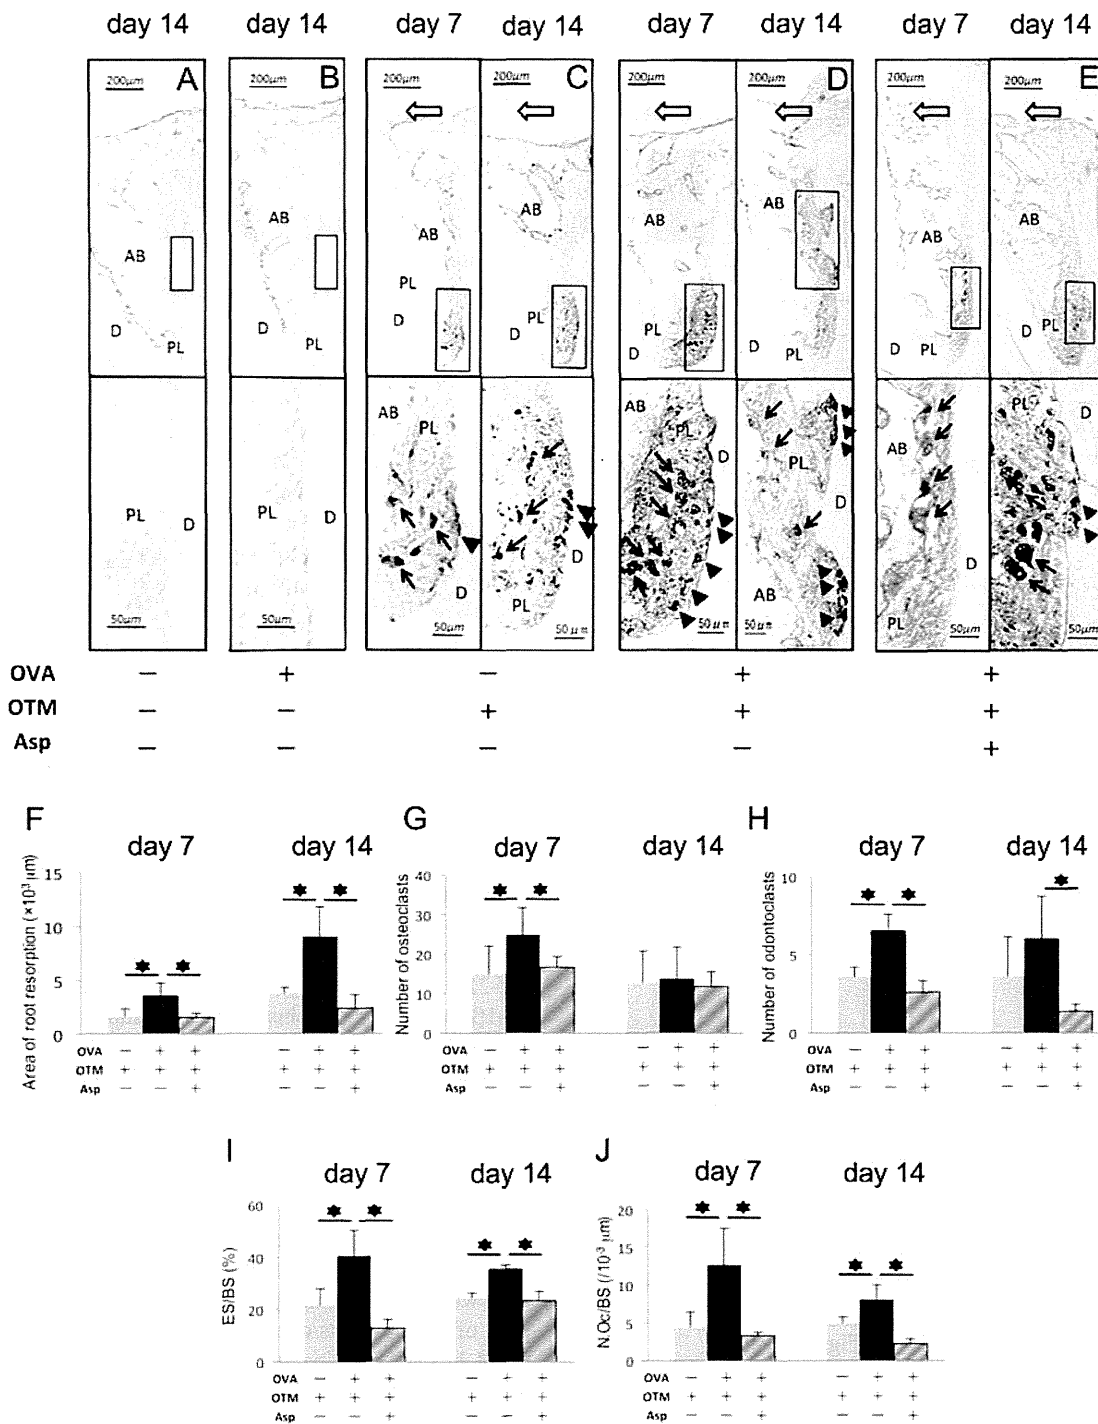 day 14 day 14 day 7 day 14 day 7 day 14 day 7 day 14
200μm A 200μm B 200μm 200μm C 200μm 200μm D 200μm 200μm E
AB AB AB AB AB AB AB AB
PL
D PL D PL D D PL PL D D PL D PL D PL
AB PL AB PL D PL AB PL D
PL D PL D D D D
D PL AB PL
50μm 50μm 50μm 50μm 50μm 50μm 50μm 50μm
OVA − + − + +
OTM − − + + +
Asp − − − − +
F
day 7 day 14
Area of root resorption (×10³ μm)
15
10
5
0
OVA − + + − + +
OTM + + + + + +
Asp − − + − − +
G
day 7 day 14
Number of osteoclasts
40
30
20
10
0
OVA − + + − + +
OTM + + + + + +
Asp − − + − − +
H
day 7 day 14
Number of odontoclasts
10
5
0
OVA − + + − + +
OTM + + + + + +
Asp − − + − − +
I
day 7 day 14
ES/BS (%)
60
40
20
0
OVA − + + − + +
OTM + + + + + +
Asp − − + − − +
J
day 7 day 14
N.Oc/BS (/10⁻³ μm)
20
15
10
5
0
OVA − + + − + +
OTM + + + + + +
Asp − − + − − +